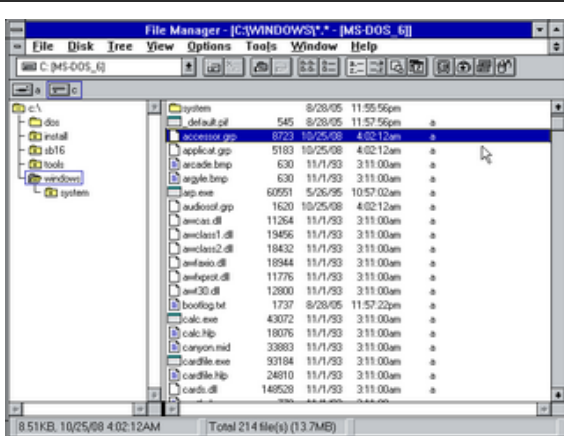 File Manager - [C:\WINDOWS\*.* - [MS-DOS_6]]
File Disk Tree View Options Tools Window Help
C: [MS-DOS_6]
a c
c:\
dos
install
sb16
tools
windows
system
system 8/28/05 11:55:56pm
_default.pif 545 8/28/05 11:57:56pm a
accessor.grp 8723 10/25/08 4:02:12am a
applicat.grp 5183 10/25/08 4:02:12am a
arcade.bmp 630 11/1/93 3:11:00am a
argyle.bmp 630 11/1/93 3:11:00am a
arp.exe 60551 5/26/95 10:57:02am a
audiosof.grp 1620 10/25/08 4:02:12am a
awcas.dll 11264 11/1/93 3:11:00am a
awclass1.dll 19456 11/1/93 3:11:00am a
awclass2.dll 18432 11/1/93 3:11:00am a
awfaxio.dll 18944 11/1/93 3:11:00am a
awfxprot.dll 11776 11/1/93 3:11:00am a
awt30.dll 12800 11/1/93 3:11:00am a
bootlog.txt 1737 8/28/05 11:57:22pm a
calc.exe 43072 11/1/93 3:11:00am a
calc.hlp 18076 11/1/93 3:11:00am a
canyon.mid 33883 11/1/93 3:11:00am a
cardfile.exe 93184 11/1/93 3:11:00am a
cardfile.hlp 24810 11/1/93 3:11:00am a
cards.dll 148528 11/1/93 3:11:00am a
8.51KB, 10/25/08 4:02:12AM Total 214 file(s) (13.7MB)